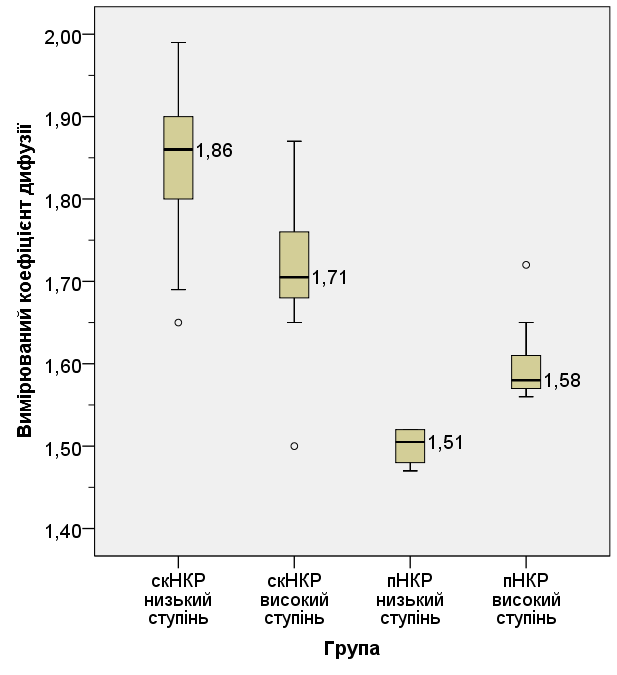 2,00
1,90
1,80
1,70
1,60
1,50
1,40
Вимірюваний коефіцієнт дифузії
1,86
1,71
1,51
1,58
скНКР
низький
ступінь
скНКР
високий
ступінь
пНКР
низький
ступінь
пНКР
високий
ступінь
Група